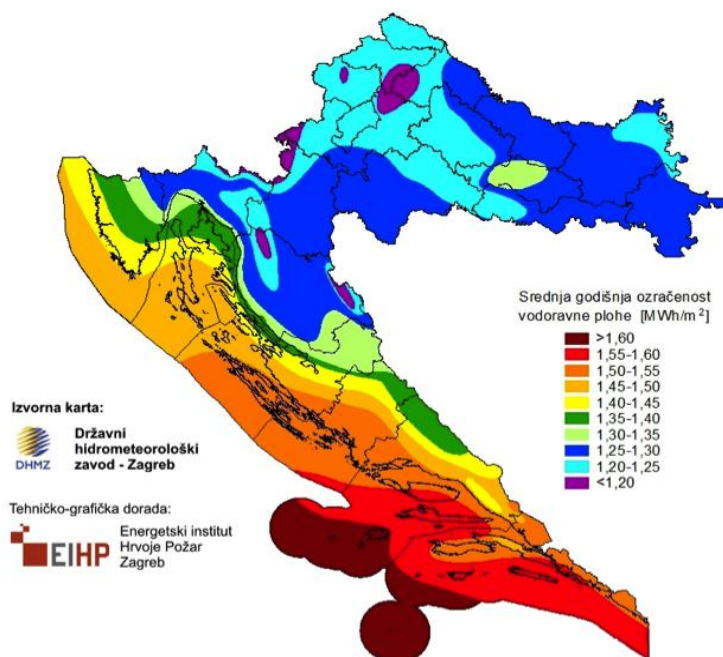 Srednja godišnja ozračenost
vodoravne plohe [MWh/m²]
>1,60
1,55-1,60
1,50-1,55
1,45-1,50
1,40-1,45
1,35-1,40
1,30-1,35
1,25-1,30
1,20-1,25
<1,20
Izvorna karta:
DHMZ
Državni
hidrometeorološki
zavod - Zagreb
Tehničko-grafička dorada:
EIHP
Energetski institut
Hrvoje Požar
Zagreb